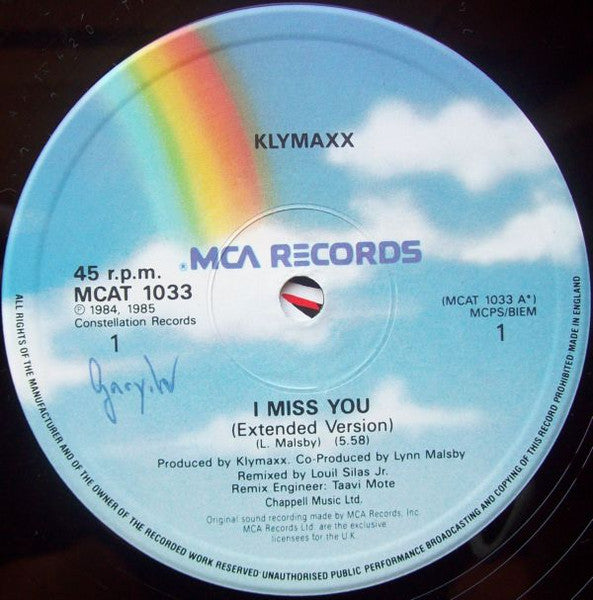 KLYMAXX
MCA RECORDS
45 r.p.m.
MCAT 1033
℗ 1984, 1985
Constellation Records
1
(MCAT 1033 A*)
MCPS/BIEM
1
I MISS YOU
(Extended Version)
(L. Malsby) (5.58)
Produced by Klymaxx. Co-Produced by Lynn Malsby
Remixed by Louil Silas Jr.
Remix Engineer: Taavi Mote
Chappell Music Ltd.
Original sound recording made by MCA Records, Inc.
MCA Records Ltd. are the exclusive
licensees for the U.K.
ALL RIGHTS OF THE MANUFACTURER AND OF THE OWNER OF THE RECORDED WORK RESERVED·UNAUTHORISED PUBLIC PERFORMANCE BROADCASTING AND COPYING OF THIS RECORD PROHIBITED MADE IN ENGLAND